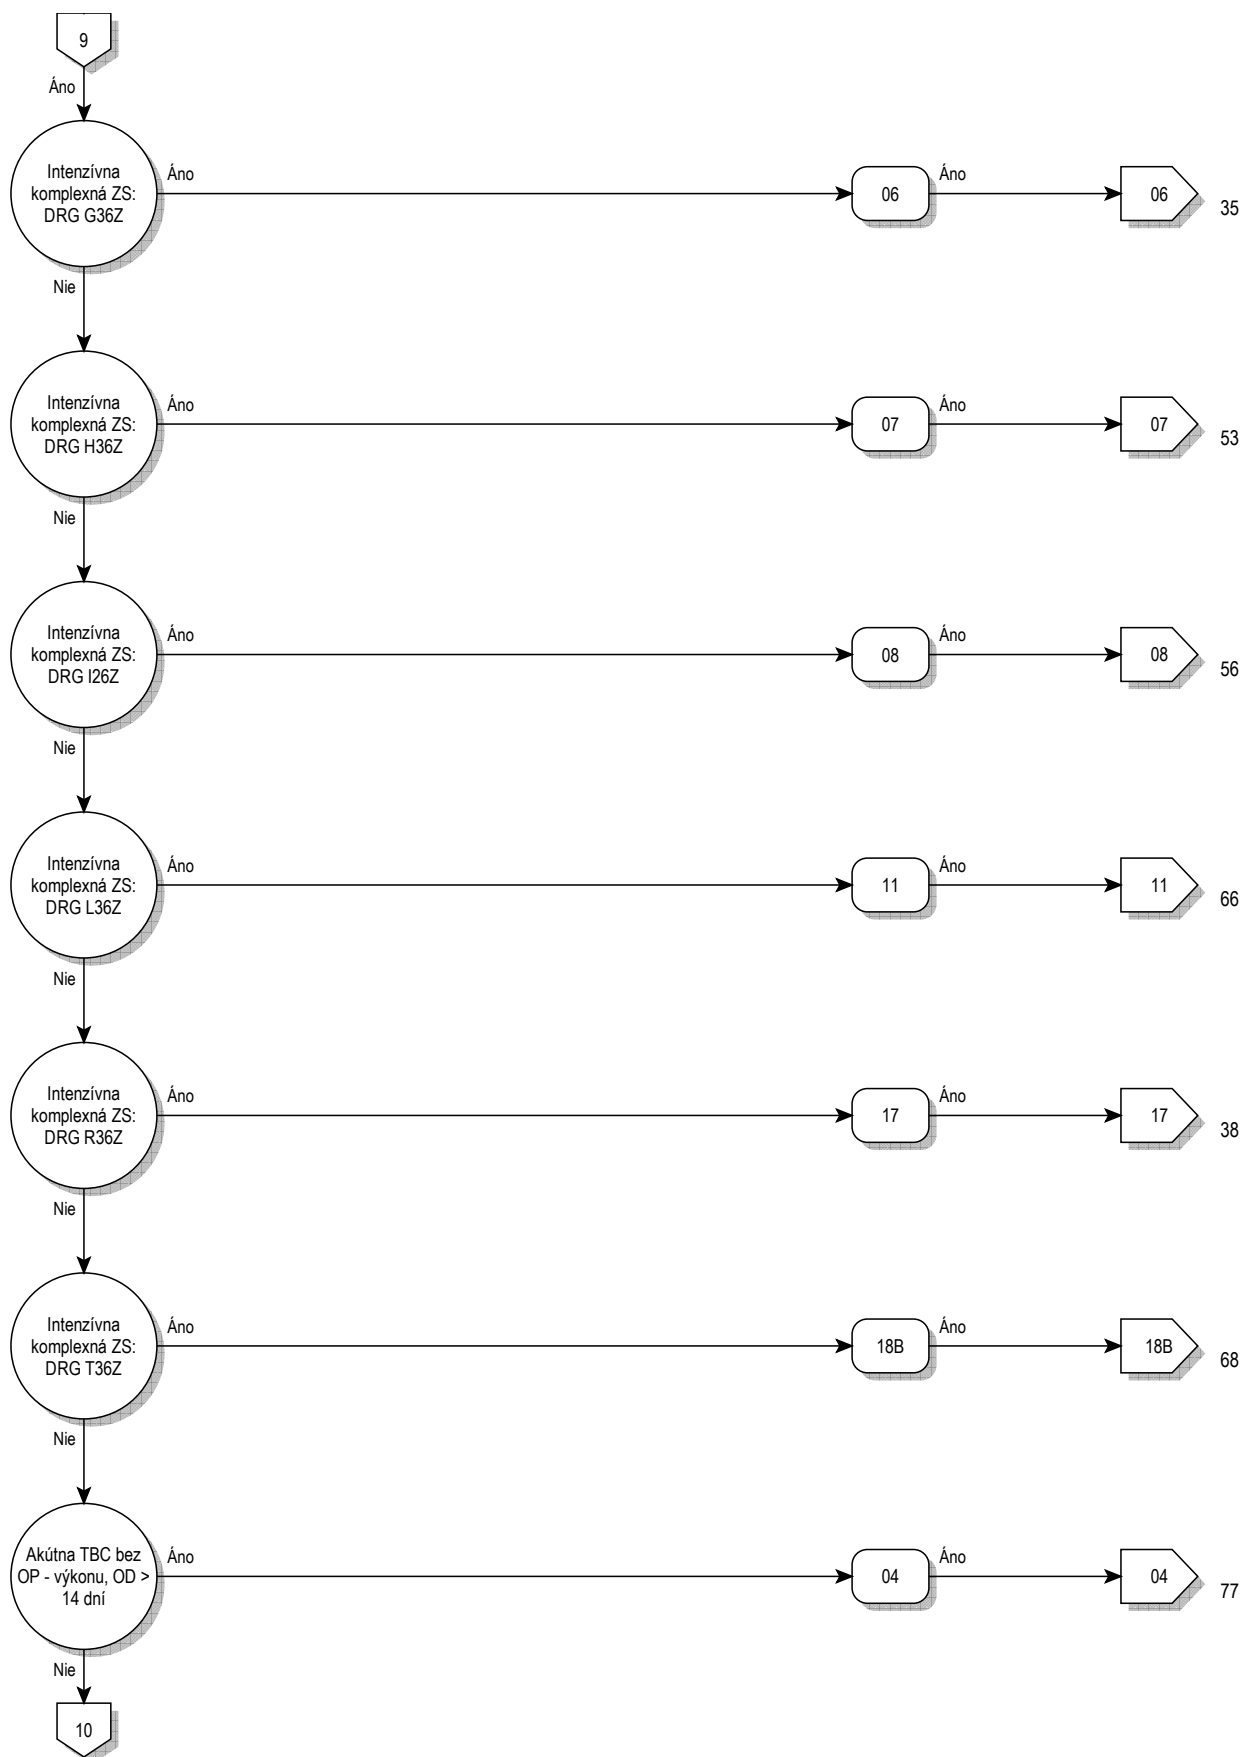 9
Áno
Intenzívna
komplexná ZS:
DRG G36Z
Áno
06
Áno
06
35
Nie
Intenzívna
komplexná ZS:
DRG H36Z
Áno
07
Áno
07
53
Nie
Intenzívna
komplexná ZS:
DRG I26Z
Áno
08
Áno
08
56
Nie
Intenzívna
komplexná ZS:
DRG L36Z
Áno
11
Áno
11
66
Nie
Intenzívna
komplexná ZS:
DRG R36Z
Áno
17
Áno
17
38
Nie
Intenzívna
komplexná ZS:
DRG T36Z
Áno
18B
Áno
18B
68
Nie
Akútna TBC bez
OP - výkonu, OD >
14 dní
Áno
04
Áno
04
77
Nie
10